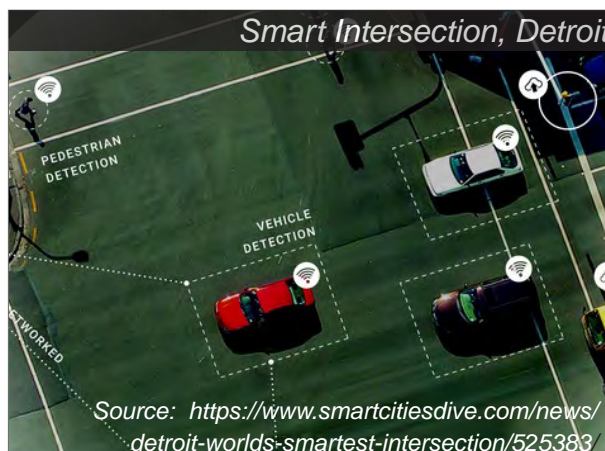 Smart Intersection, Detroit
PEDESTRIAN
DETECTION
VEHICLE
DETECTION
Source: https://www.smartcitiesdive.com/news/
detroit-worlds-smartest-intersection/525383/